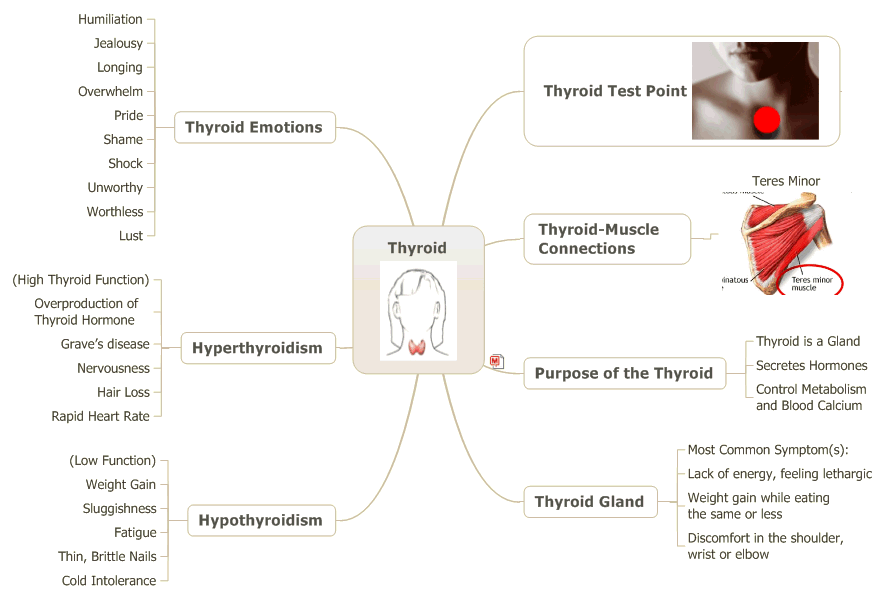 Humiliation
Jealousy
Longing
Overwhelm
Pride
Shame
Shock
Unworthy
Worthless
Lust
Thyroid Emotions
(High Thyroid Function)
Overproduction of
Thyroid Hormone
Grave's disease
Nervousness
Hair Loss
Rapid Heart Rate
Hyperthyroidism
(Low Function)
Weight Gain
Sluggishness
Fatigue
Thin, Brittle Nails
Cold Intolerance
Hypothyroidism
Thyroid
Thyroid Test Point
Thyroid-Muscle
Connections
Teres Minor
pinatous
Teres minor
muscle
M
Purpose of the Thyroid
Thyroid is a Gland
Secretes Hormones
Control Metabolism
and Blood Calcium
Thyroid Gland
Most Common Symptom(s):
Lack of energy, feeling lethargic
Weight gain while eating
the same or less
Discomfort in the shoulder,
wrist or elbow